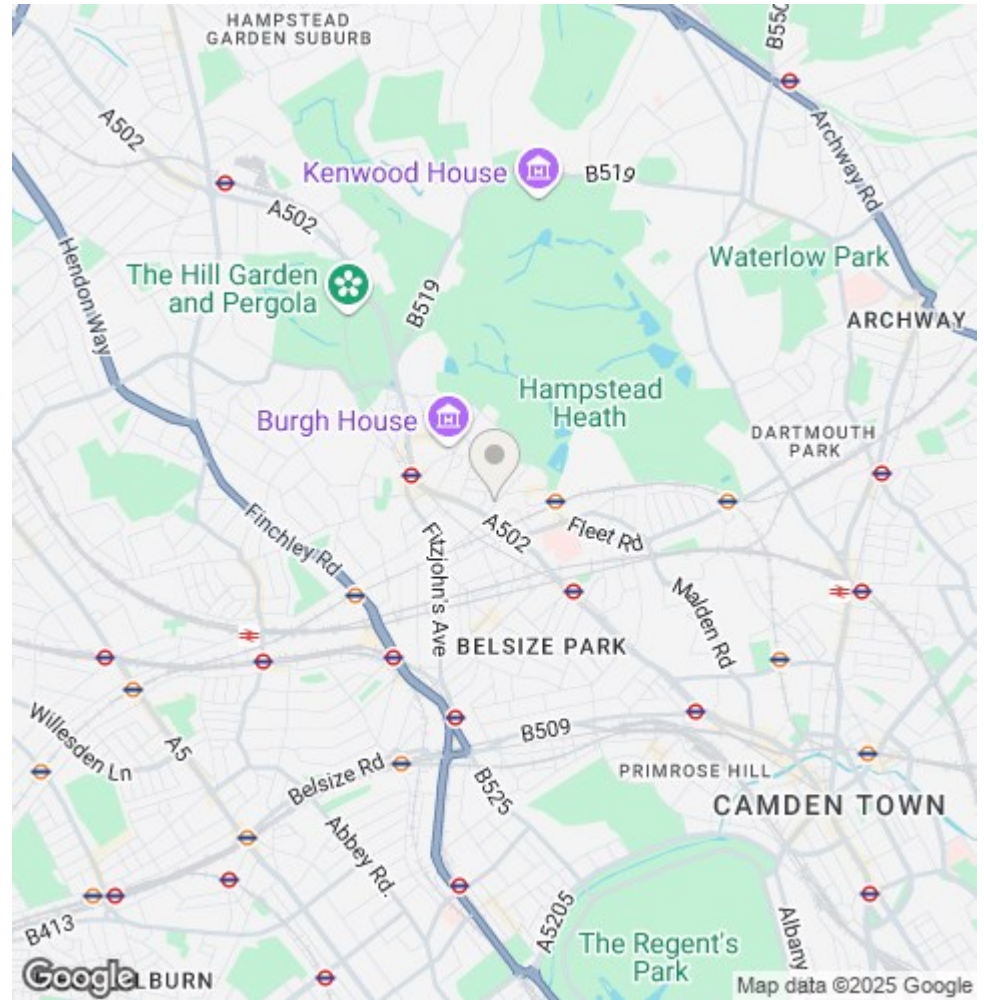 HAMPSTEAD
GARDEN SUBURB
B550
A502
Archway Rd
Kenwood House
B519
A502
Hendon Way
The Hill Garden
and Pergola
B519
Waterlow Park
ARCHWAY
Hampstead
Heath
Burgh House
DARTMOUTH
PARK
A502
Fleet Rd
Finchley Rd
Fitzjohn's Ave
Malden Rd
BELSIZE PARK
Willesden Ln
A5
B509
Belsize Rd
B525
PRIMROSE HILL
CAMDEN TOWN
Abbey Rd.
A5205
B413
The Regent's
Park
Albany
Google
LBURN
Map data ©2025 Google